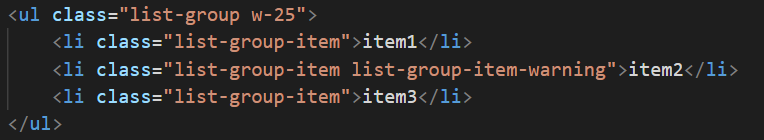 <ul class="list-group w-25">
    <li class="list-group-item">item1</li>
    <li class="list-group-item list-group-item-warning">item2</li>
    <li class="list-group-item">item3</li>
</ul>